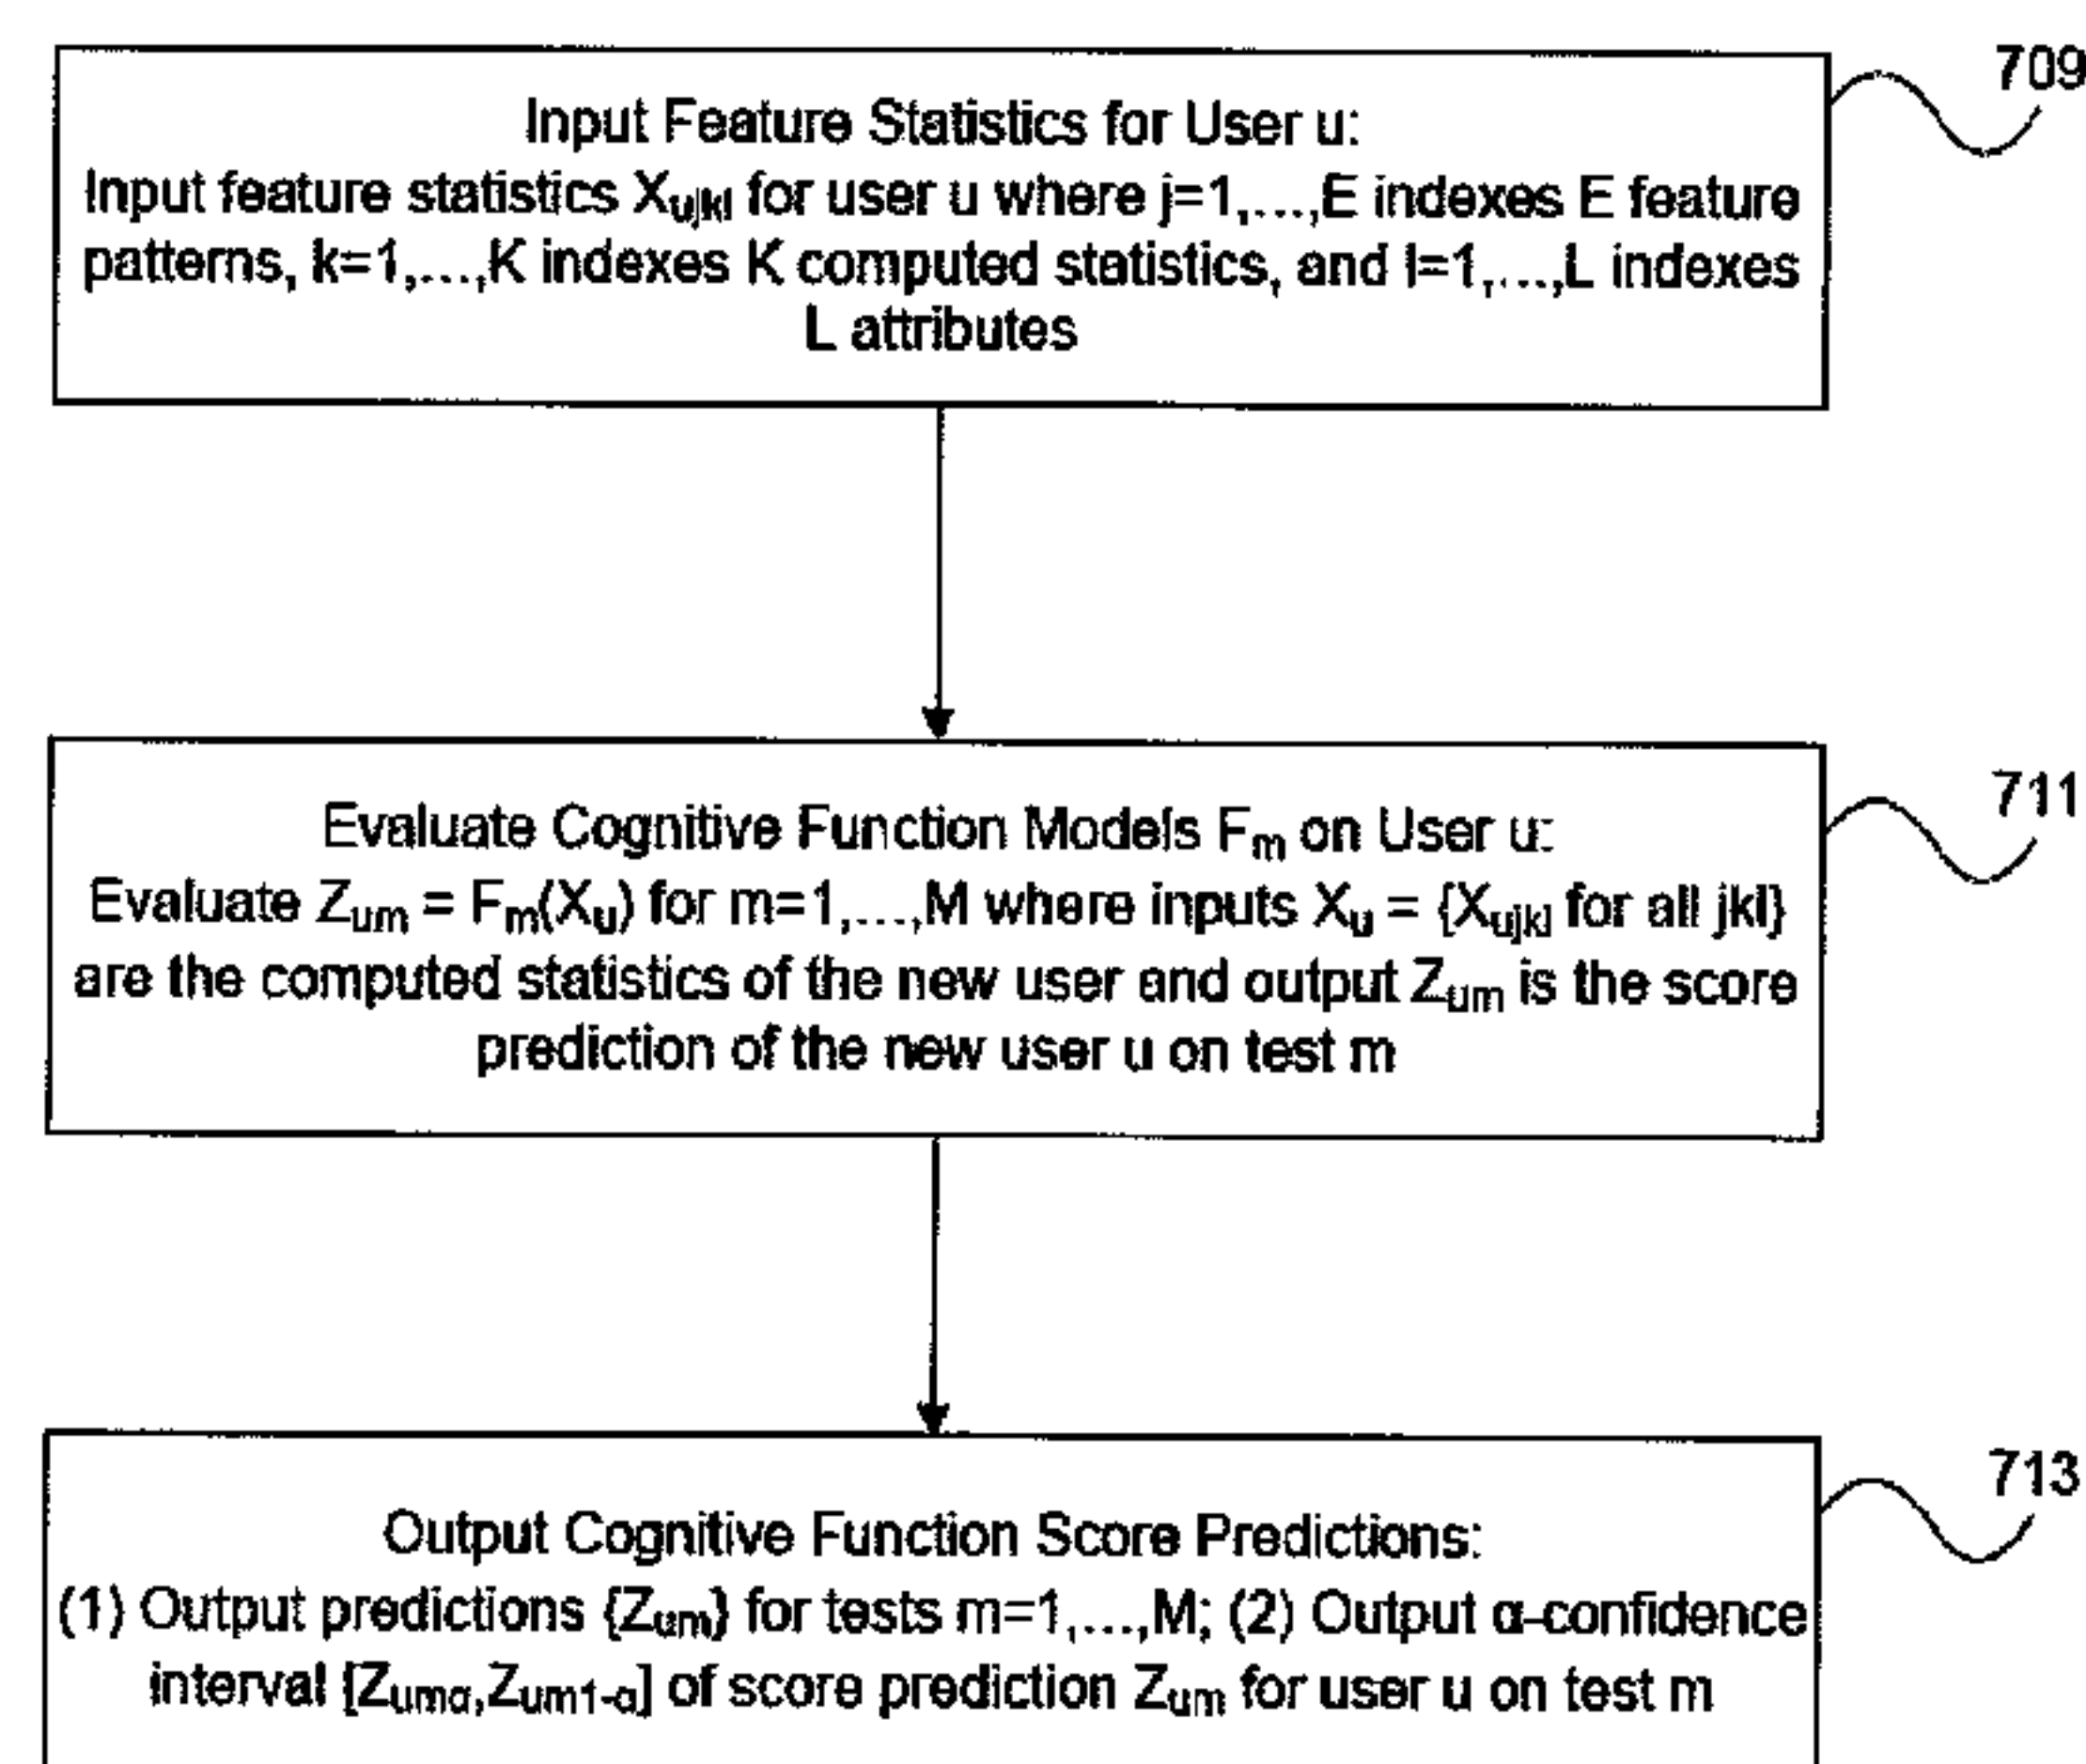 709
Input Feature Statistics for User u:
Input feature statistics Xujkl for user u where j=1,...,E indexes E feature
patterns, k=1,...,K indexes K computed statistics, and l=1,...,L indexes
L attributes
711
Evaluate Cognitive Function Models Fm on User u:
Evaluate Zum = Fm(Xu) for m=1,...,M where inputs Xu = {Xujkl for all jkl}
are the computed statistics of the new user and output Zum is the score
prediction of the new user u on test m
713
Output Cognitive Function Score Predictions:
(1) Output predictions {Zum} for tests m=1,...,M; (2) Output α-confidence
interval [Zumα,Zum1-α] of score prediction Zum for user u on test m